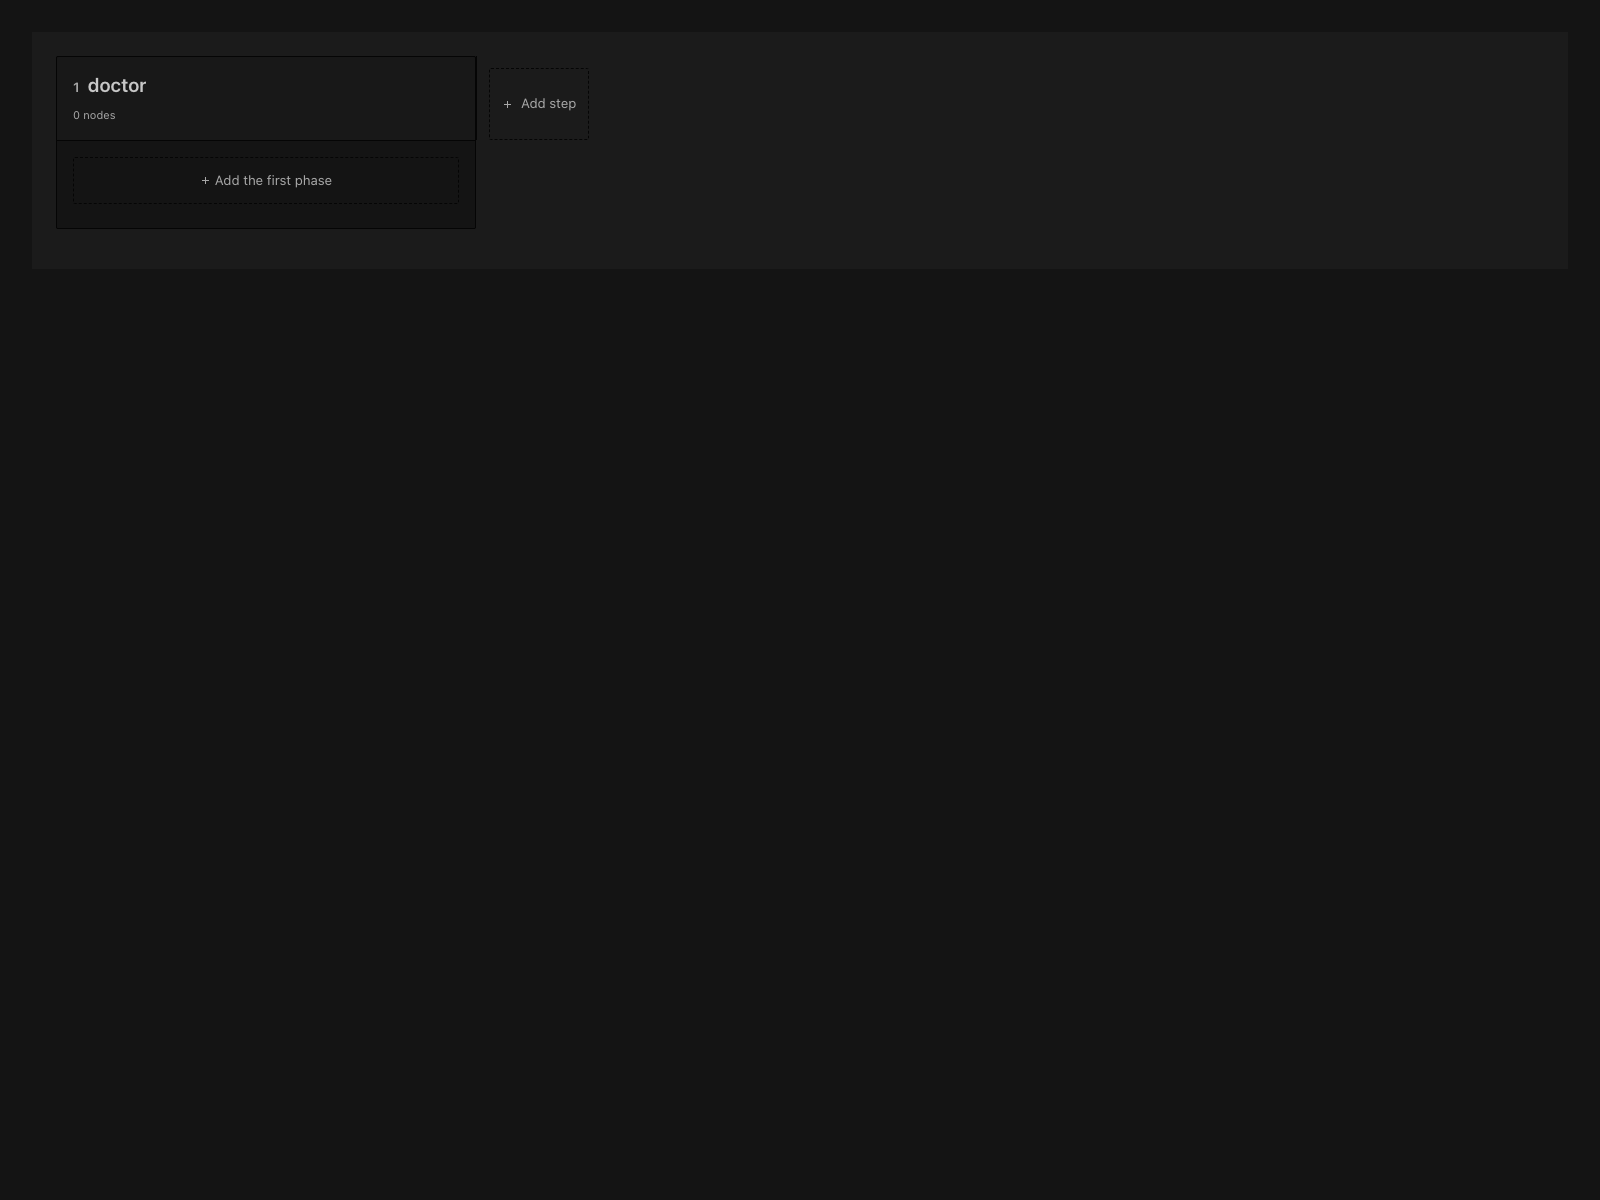 1 doctor
0 nodes
+ Add step
+ Add the first phase